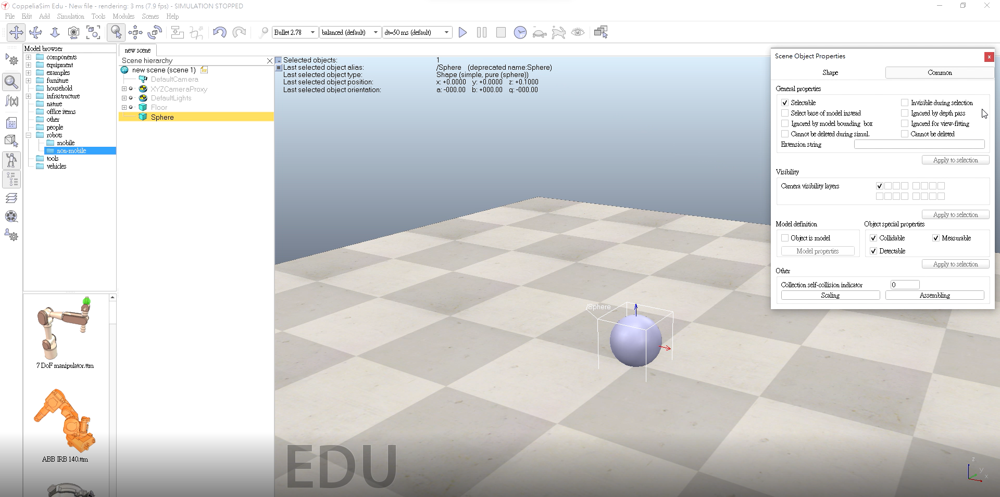 CoppeliaSim Edu - New file - rendering: 3 ms (7.9 fps) - SIMULATION STOPPED
File Edit Add Simulation Tools Modules Scenes Help
Bullet 2.78 balanced (default) dt=50 ms (default)
Model browser
components
equipment
examples
furniture
household
infrastructure
nature
office items
other
people
robots
mobile
non-mobile
tools
vehicles
7 DoF manipulator.ttm
ABB IRB 140.ttm
new scene
Scene hierarchy
new scene (scene 1)
DefaultCamera
XYZCameraProxy
DefaultLights
Floor
Sphere
Selected objects: 1
Last selected object alias: /Sphere (deprecated name:Sphere)
Last selected object type: Shape (simple, pure (sphere))
Last selected object position: x: +0.0000 y: +0.0000 z: +0.1000
Last selected object orientation: a: -000.00 b: +000.00 q: -000.00
/Sphere
EDU
z
y
x
Scene Object Properties
Shape Common
General properties
Selectable Invisible during selection
Select base of model instead Ignored by depth pass
Ignored by model bounding box Ignored for view-fitting
Cannot be deleted during simul. Cannot be deleted
Extension string
Apply to selection
Visibility
Camera visibility layers
Apply to selection
Model definition Object special properties
Object is model Collidable Measurable
Model properties Detectable
Apply to selection
Other
Collection self-collision indicator 0
Scaling Assembling